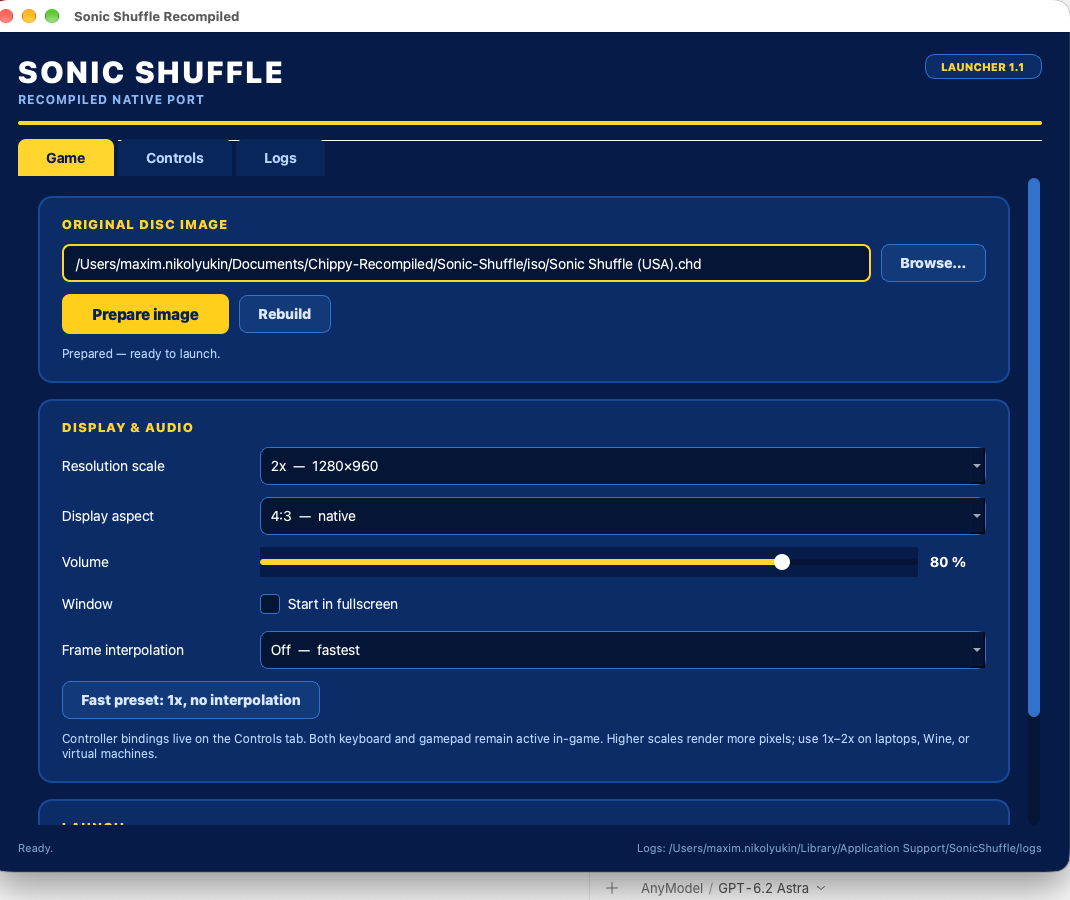 Sonic Shuffle Recompiled
SONIC SHUFFLE
LAUNCHER 1.1
RECOMPILED NATIVE PORT
Game
Controls
Logs
ORIGINAL DISC IMAGE
/Users/maxim.nikolyukin/Documents/Chippy-Recompiled/Sonic-Shuffle/iso/Sonic Shuffle (USA).chd
Browse...
Prepare image
Rebuild
Prepared — ready to launch.
DISPLAY & AUDIO
Resolution scale
2x — 1280×960
Display aspect
4:3 — native
Volume
80 %
Window
Start in fullscreen
Frame interpolation
Off — fastest
Fast preset: 1x, no interpolation
Controller bindings live on the Controls tab. Both keyboard and gamepad remain active in-game. Higher scales render more pixels; use 1x–2x on laptops, Wine, or
virtual machines.
LAUNCH
Ready.
Logs: /Users/maxim.nikolyukin/Library/Application Support/SonicShuffle/logs
AnyModel / GPT-6.2 Astra